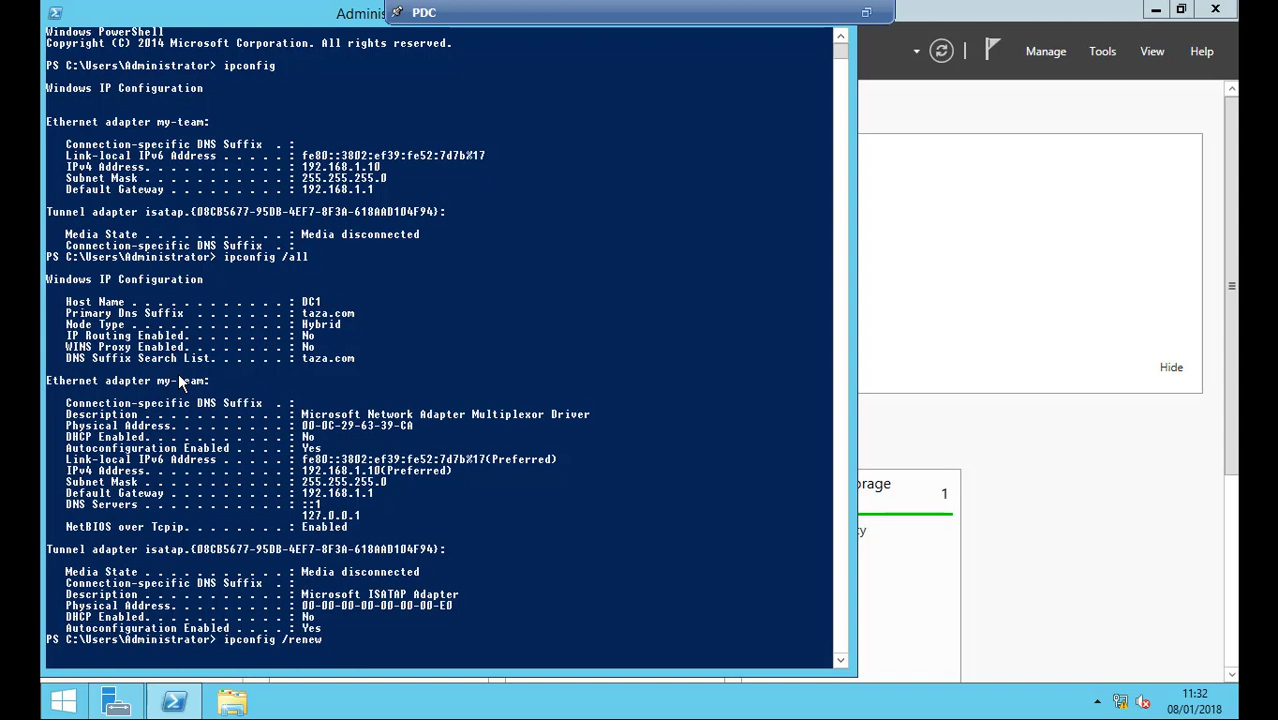 Adminis
PDC
Windows PowerShell
Copyright (C) 2014 Microsoft Corporation. All rights reserved.
PS C:\Users\Administrator> ipconfig
Windows IP Configuration
Ethernet adapter my-team:
Connection-specific DNS Suffix . :
Link-local IPv6 Address . . . . . : fe80::3802:ef39:fe52:7d7b%17
IPv4 Address. . . . . . . . . . . : 192.168.1.10
Subnet Mask . . . . . . . . . . . : 255.255.255.0
Default Gateway . . . . . . . . . : 192.168.1.1
Tunnel adapter isatap.{08CB5677-95DB-4EF7-8F3A-618AAD104F94}:
Media State . . . . . . . . . . . : Media disconnected
Connection-specific DNS Suffix . :
PS C:\Users\Administrator> ipconfig /all
Windows IP Configuration
Host Name . . . . . . . . . . . . : DC1
Primary Dns Suffix . . . . . . . : taza.com
Node Type . . . . . . . . . . . . : Hybrid
IP Routing Enabled. . . . . . . . : No
WINS Proxy Enabled. . . . . . . . : No
DNS Suffix Search List. . . . . . : taza.com
Ethernet adapter my-team:
Connection-specific DNS Suffix . :
Description . . . . . . . . . . . : Microsoft Network Adapter Multiplexor Driver
Physical Address. . . . . . . . . : 00-0C-29-63-39-CA
DHCP Enabled. . . . . . . . . . . : No
Autoconfiguration Enabled . . . . : Yes
Link-local IPv6 Address . . . . . : fe80::3802:ef39:fe52:7d7b%17(Preferred)
IPv4 Address. . . . . . . . . . . : 192.168.1.10(Preferred)
Subnet Mask . . . . . . . . . . . : 255.255.255.0
Default Gateway . . . . . . . . . : 192.168.1.1
DNS Servers . . . . . . . . . . . : ::1
127.0.0.1
NetBIOS over Tcpip. . . . . . . . : Enabled
Tunnel adapter isatap.{08CB5677-95DB-4EF7-8F3A-618AAD104F94}:
Media State . . . . . . . . . . . : Media disconnected
Connection-specific DNS Suffix . :
Description . . . . . . . . . . . : Microsoft ISATAP Adapter
Physical Address. . . . . . . . . : 00-00-00-00-00-00-00-E0
DHCP Enabled. . . . . . . . . . . : No
Autoconfiguration Enabled . . . . : Yes
PS C:\Users\Administrator> ipconfig /renew
Manage Tools View Help
Hide
orage 1
ty
11:32
08/01/2018